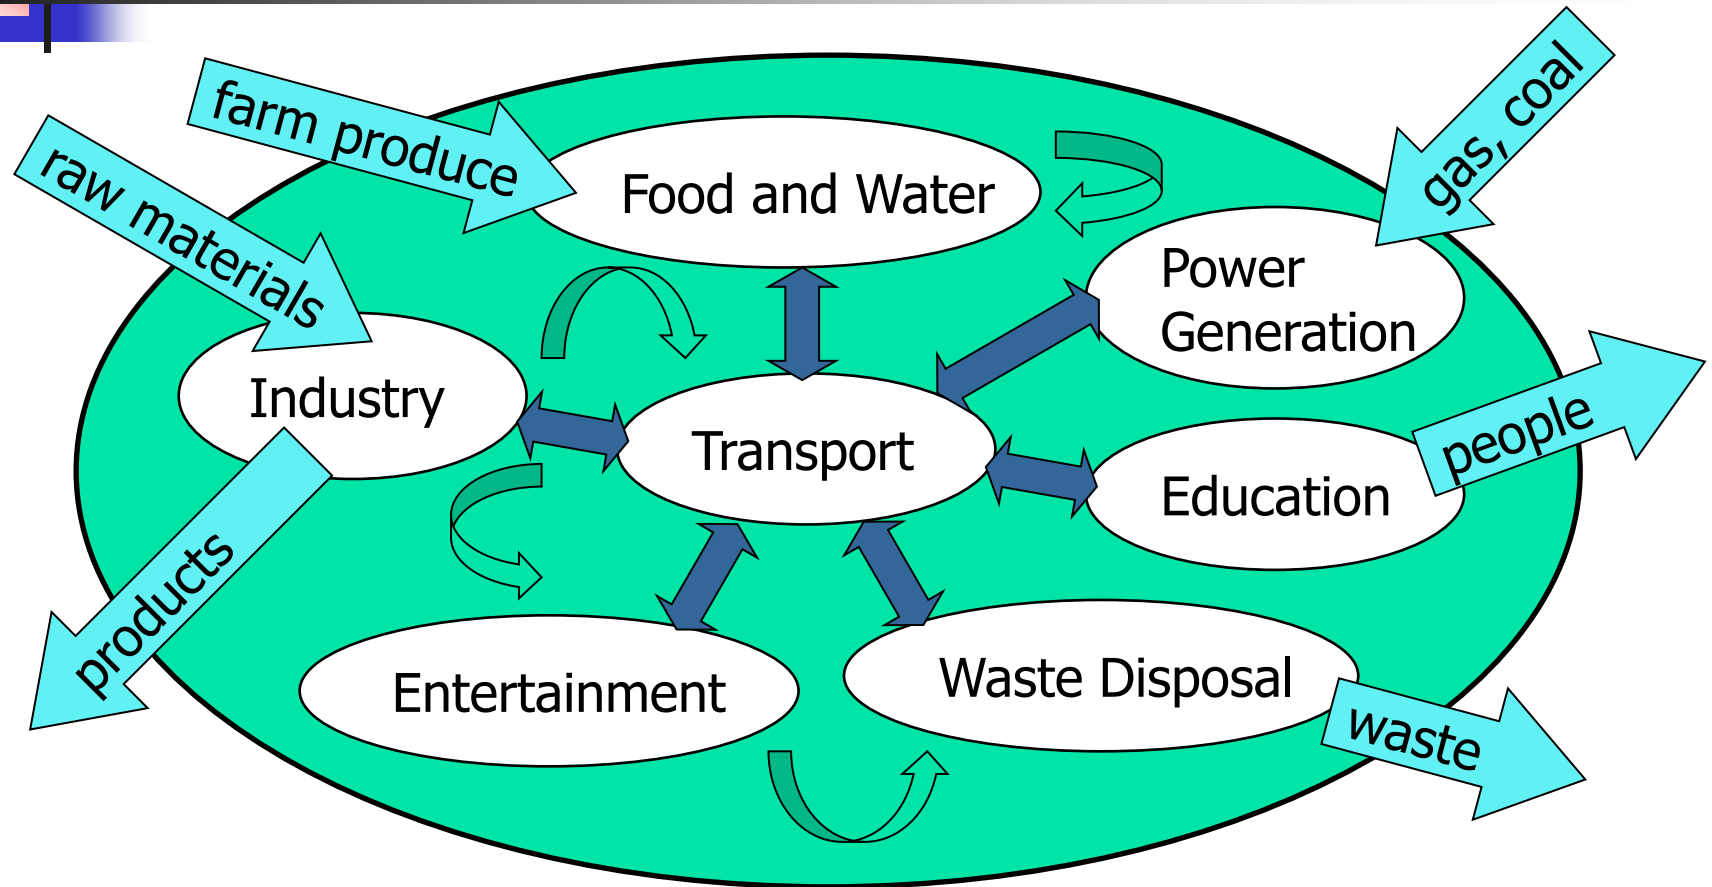 farm produce
gas, coal
raw materials
Food and Water
Power
Generation
Industry
people
Transport
Education
products
Entertainment
Waste Disposal
waste